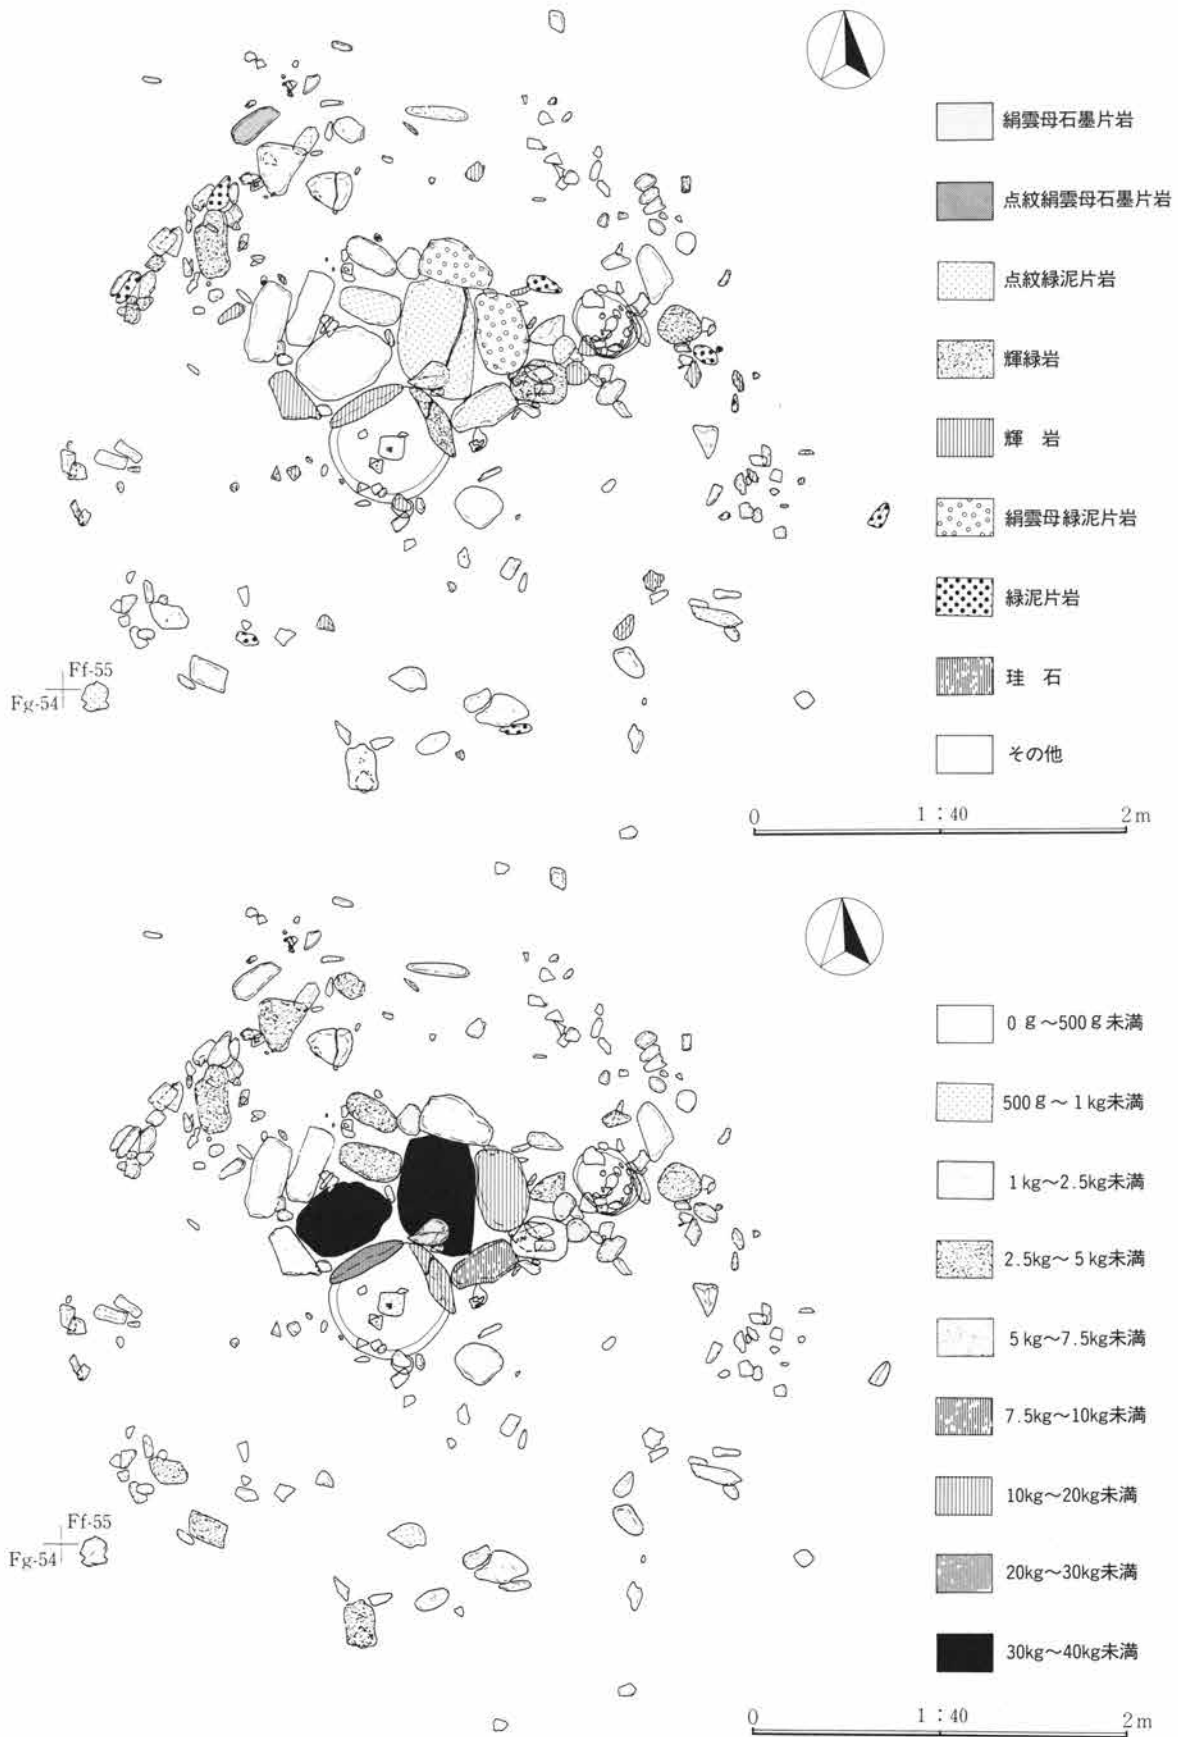 絹雲母石墨片岩
点紋絹雲母石墨片岩
点紋緑泥片岩
輝緑岩
輝 岩
絹雲母緑泥片岩
緑泥片岩
珪 石
その他
Ff-55
Fg-54
0 1:40 2m
0g～500g未満
500g～1kg未満
1kg～2.5kg未満
2.5kg～5kg未満
5kg～7.5kg未満
7.5kg～10kg未満
10kg～20kg未満
20kg～30kg未満
30kg～40kg未満
Ff-55
Fg-54
0 1:40 2m